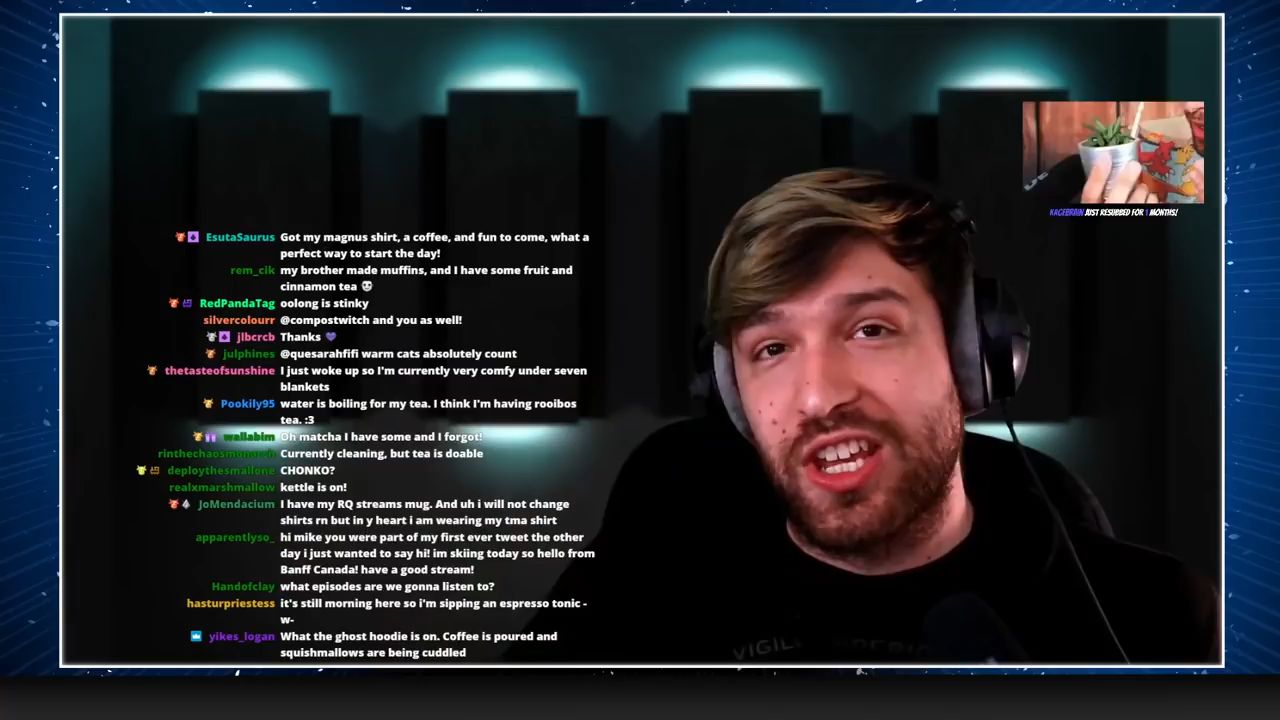 KAGEBRAIN JUST RESUBBED FOR 1 MONTHS!
EsutaSaurus Got my magnus shirt, a coffee, and fun to come, what a
perfect way to start the day!
rem_cik my brother made muffins, and I have some fruit and
cinnamon tea
RedPandaTag oolong is stinky
silvercolourr @compostwitch and you as well!
jlbcrcb Thanks
julphines @quesarahfifi warm cats absolutely count
thetasteofsunshine I just woke up so I'm currently very comfy under seven
blankets
Pookily95 water is boiling for my tea. I think I'm having rooibos
tea. :3
wallabim Oh matcha I have some and I forgot!
rinthechaosmonarch Currently cleaning, but tea is doable
deploythesmallone CHONKO?
realxmarshmallow kettle is on!
JoMendacium I have my RQ streams mug. And uh i will not change
shirts rn but in y heart i am wearing my tma shirt
apparentlyso_ hi mike you were part of my first ever tweet the other
day i just wanted to say hi! im skiing today so hello from
Banff Canada! have a good stream!
Handofclay what episodes are we gonna listen to?
hasturpriestess it's still morning here so i'm sipping an espresso tonic -
w-
yikes_logan What the ghost hoodie is on. Coffee is poured and
squishmallows are being cuddled